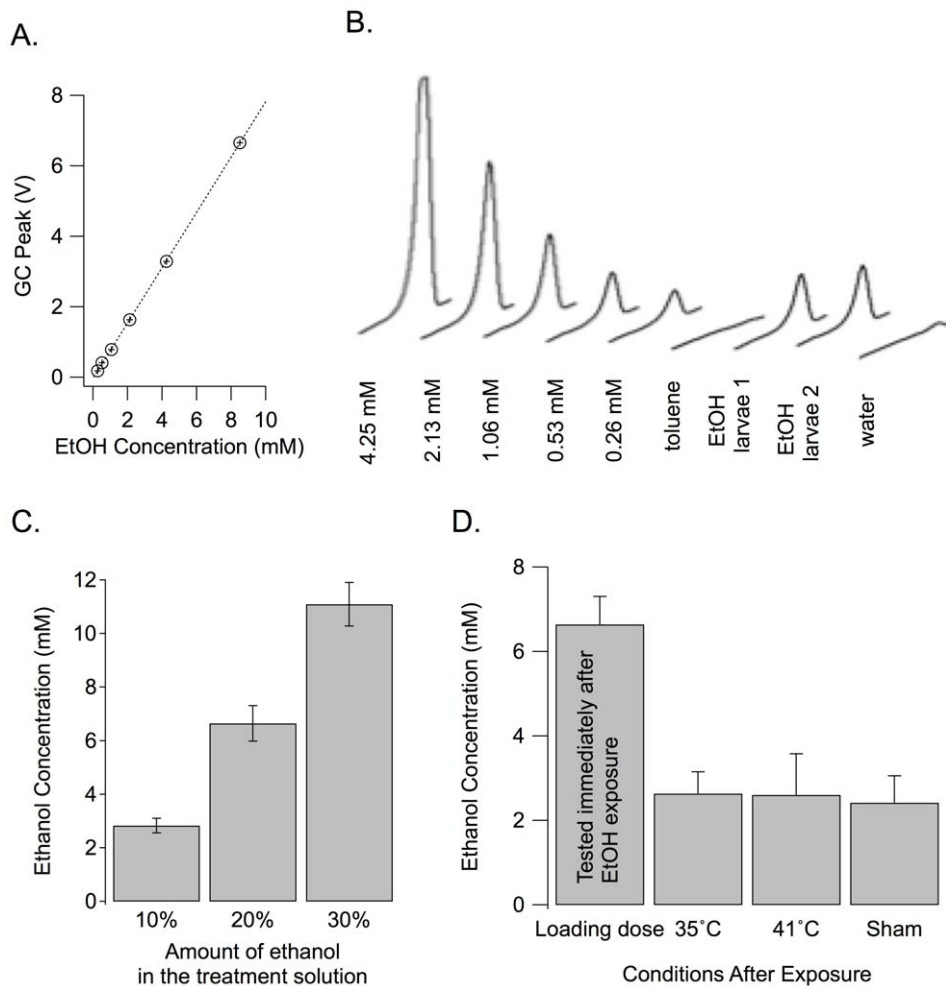 A.
8
6
4
2
0
GC Peak (V)
0 2 4 6 8 10
EtOH Concentration (mM)
B.
4.25 mM
2.13 mM
1.06 mM
0.53 mM
0.26 mM
toluene
EtOH
larvae 1
EtOH
larvae 2
water
C.
12
10
8
6
4
2
0
Ethanol Concentration (mM)
10% 20% 30%
Amount of ethanol
in the treatment solution
D.
8
6
4
2
0
Ethanol Concentration (mM)
Tested immediately after
EtOH exposure
Loading dose 35˚C 41˚C Sham
Conditions After Exposure